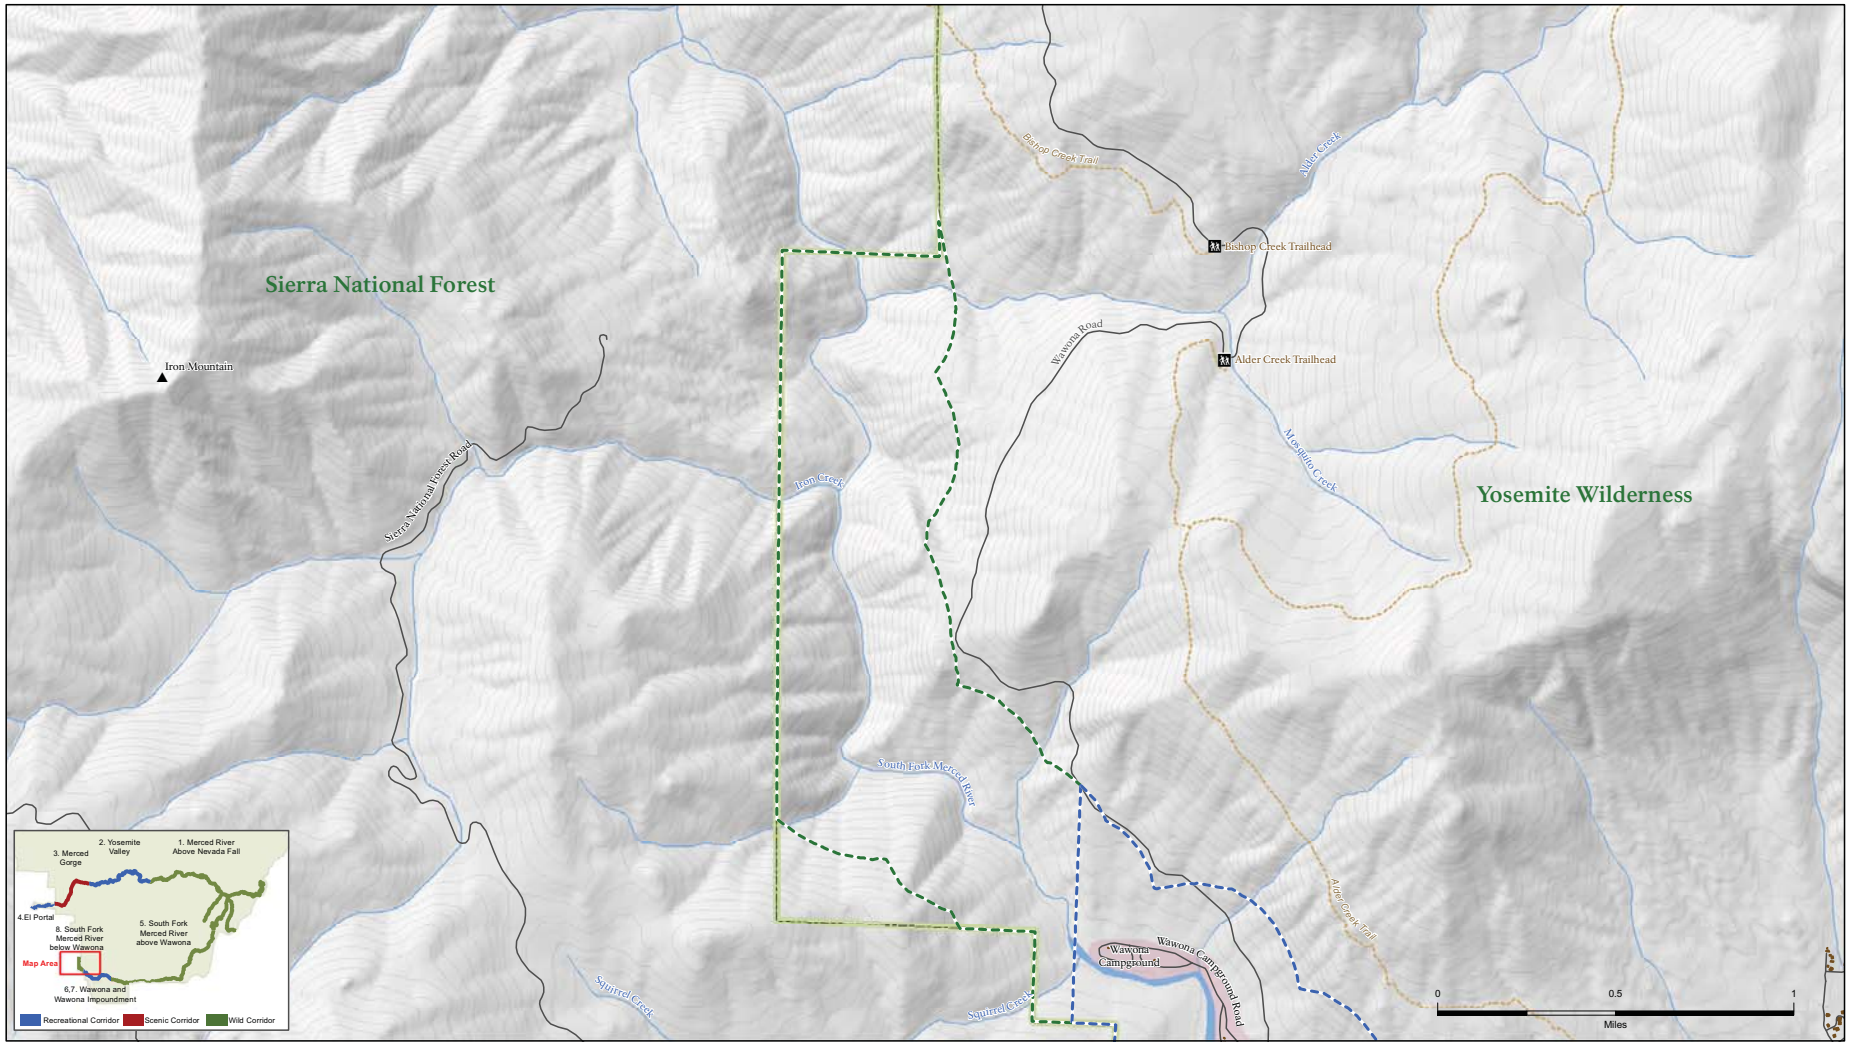 Bishop Creek Trail
Alder Creek
Bishop Creek Trailhead
Sierra National Forest
Wawona Road
Iron Mountain
Alder Creek Trailhead
Sierra National Forest Road
Iron Creek
Mosquito Creek
Yosemite Wilderness
South Fork Merced River
Alder Creek Trail
Wawona
Campground
Wawona Campground Road
Squirrel Creek
Squirrel Creek
3. Merced
Gorge
2. Yosemite
Valley
1. Merced River
Above Nevada Fall
4.El Portal
8. South Fork
Merced River
below Wawona
5. South Fork
Merced River
above Wawona
Map Area
6,7. Wawona and
Wawona Impoundment
Recreational Corridor
Scenic Corridor
Wild Corridor
0 0.5 1
Miles